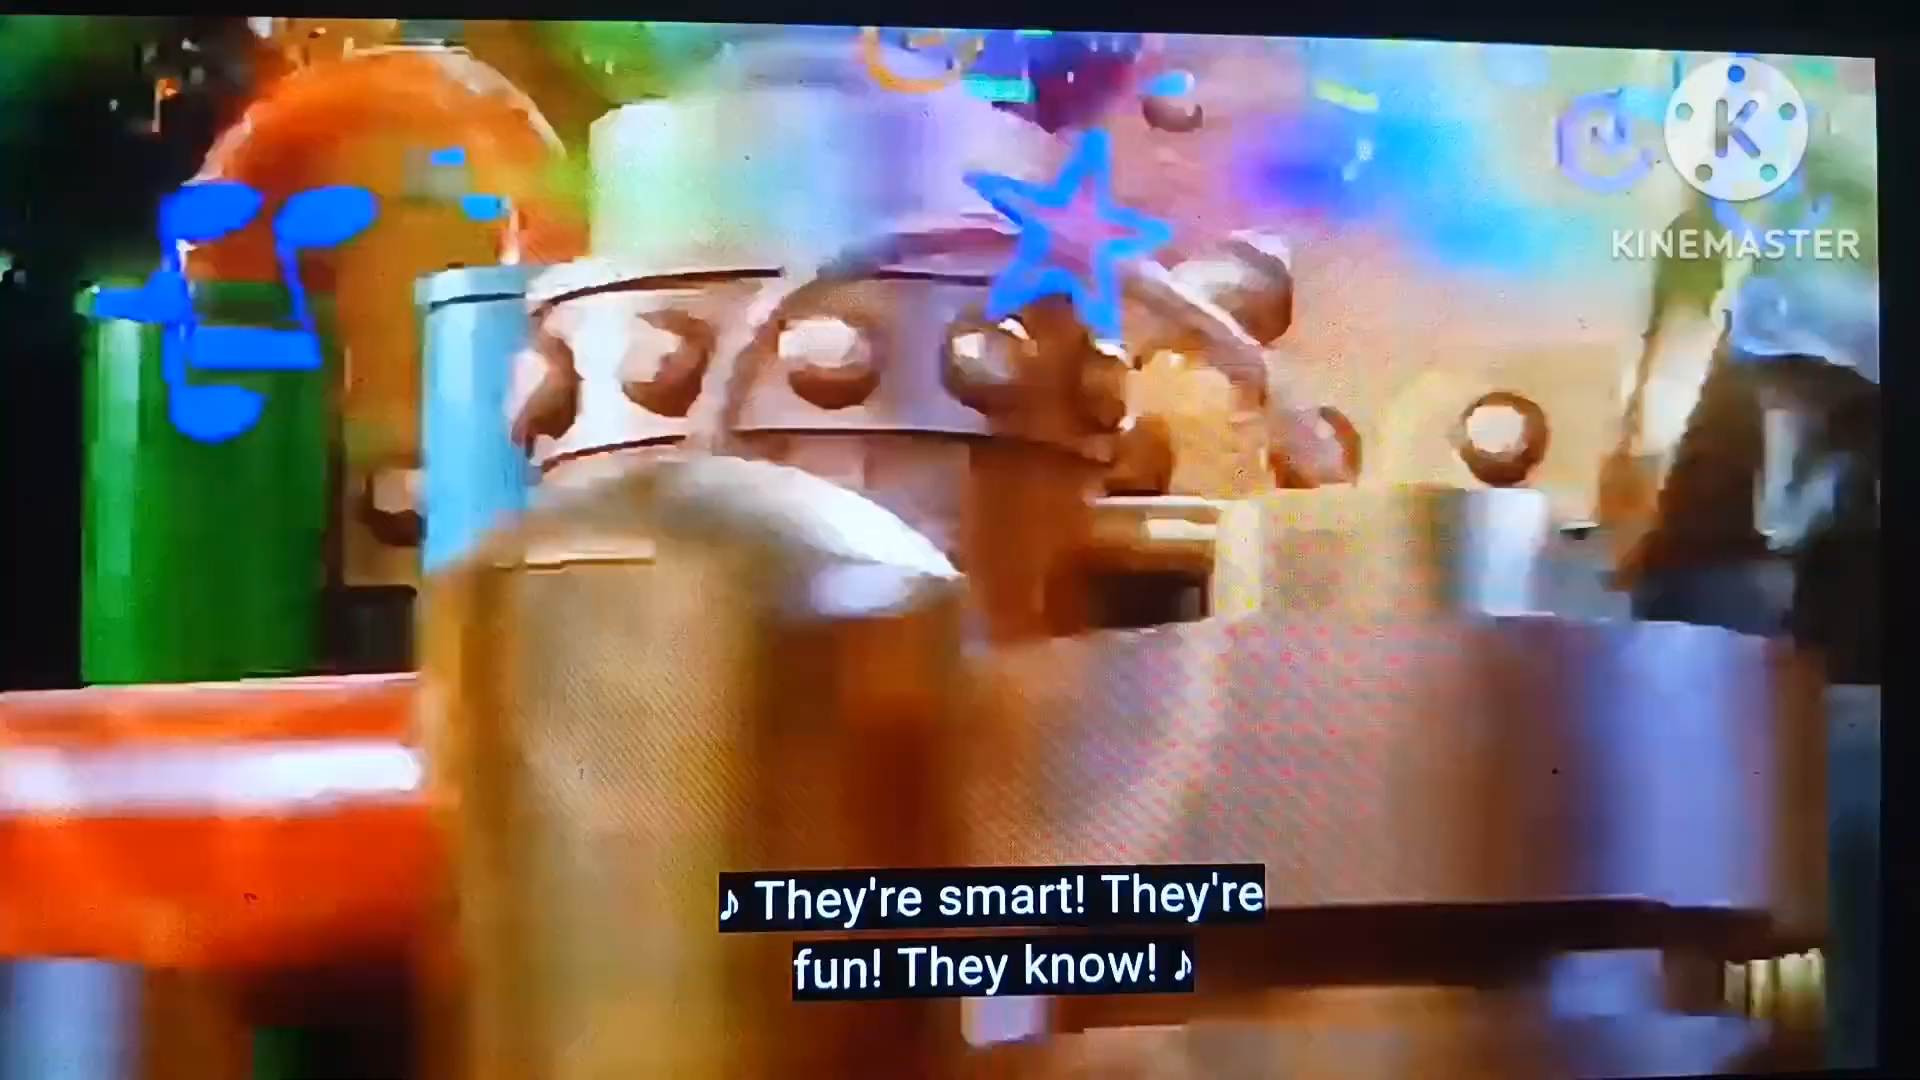 K
KINEMASTER
♪ They're smart! They're
fun! They know! ♪